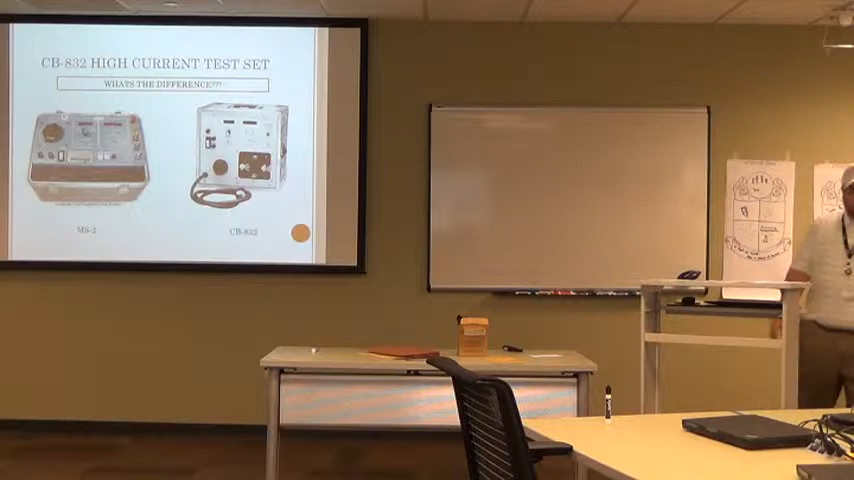 CB-832 HIGH CURRENT TEST SET
WHATS THE DIFFERENCE???
MS-2
CB-832